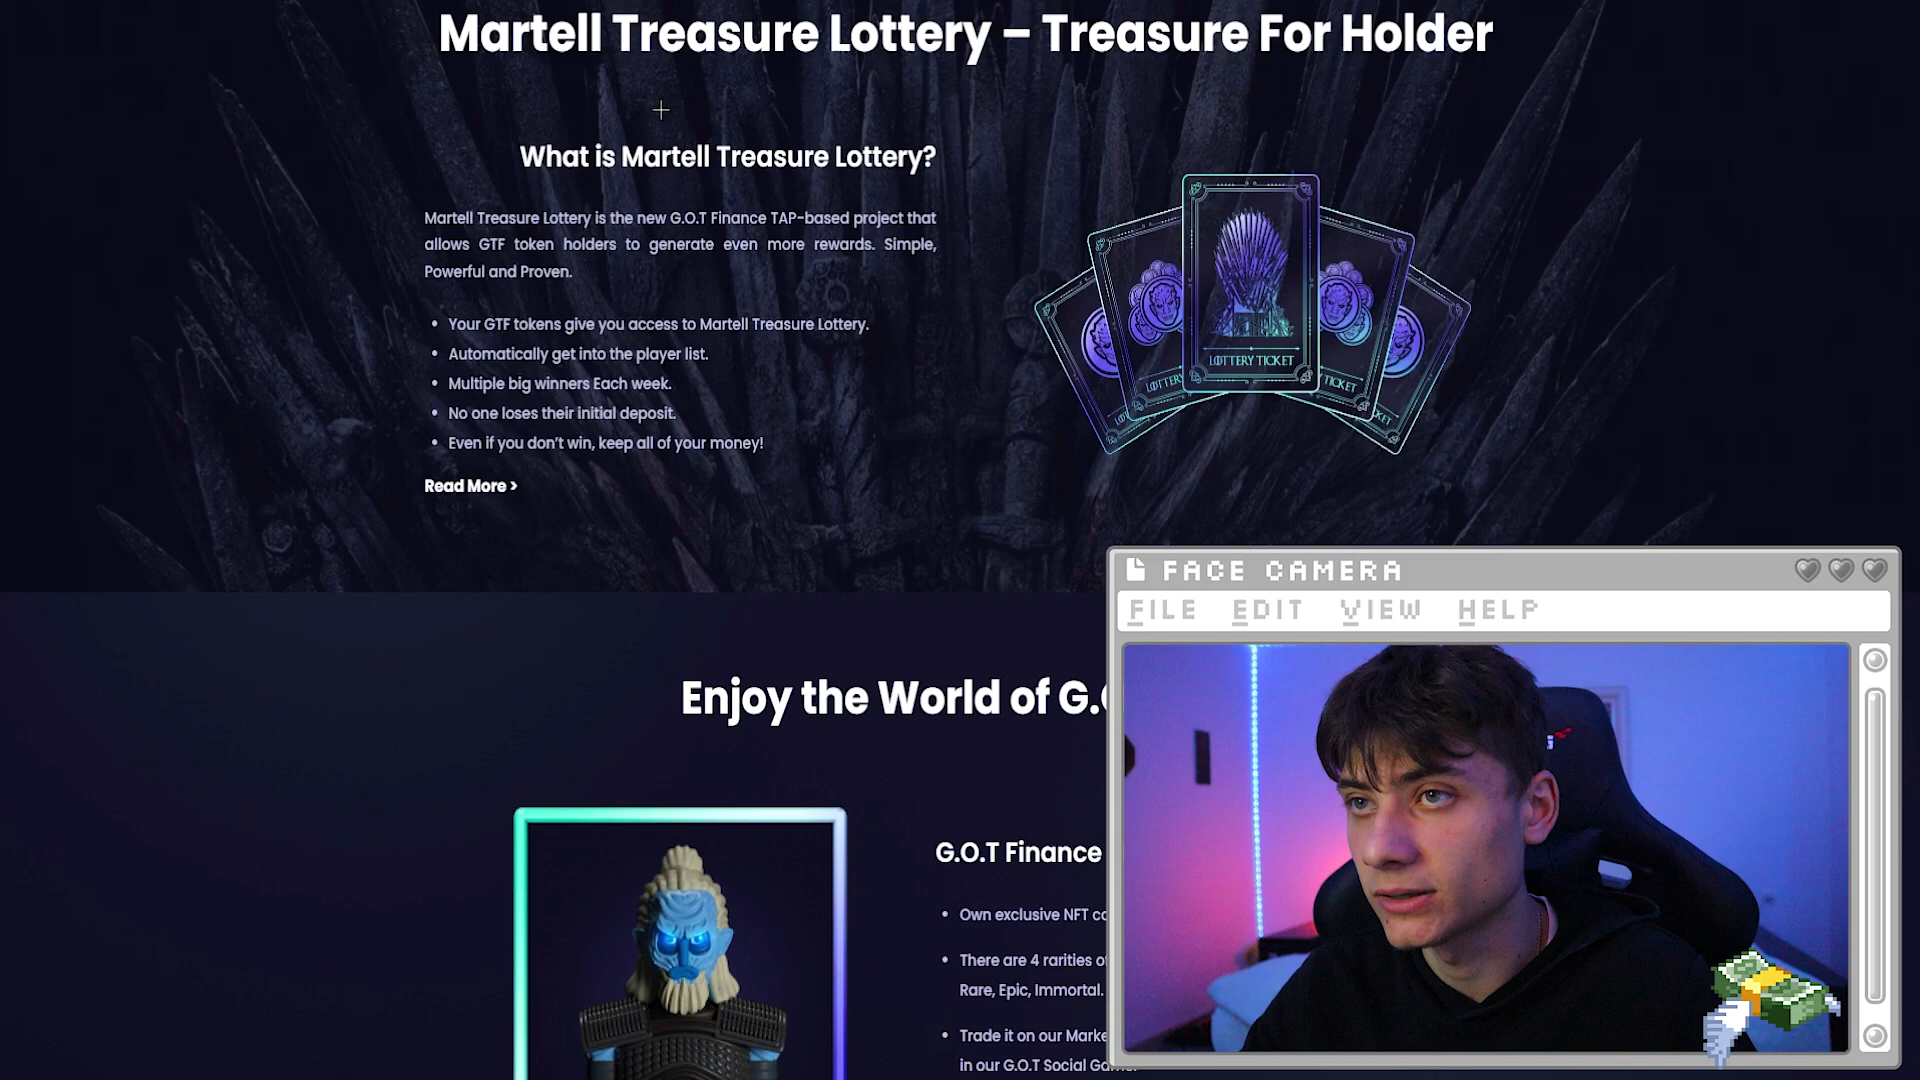 Martell Treasure Lottery – Treasure For Holder
What is Martell Treasure Lottery?
Martell Treasure Lottery is the new G.O.T Finance TAP-based project that
allows GTF token holders to generate even more rewards. Simple,
Powerful and Proven.
• Your GTF tokens give you access to Martell Treasure Lottery.
• Automatically get into the player list.
• Multiple big winners Each week.
• No one loses their initial deposit.
• Even if you don't win, keep all of your money!
Read More >
LOTTERY TICKET
LOTTERY
TICKET
FACE CAMERA
FILE EDIT VIEW HELP
Enjoy the World of
G.O.T Finance
• Own exclusive NFT
• There are 4 rarities
Rare, Epic, Immortal.
• Trade it on our
in our G.O.T Social